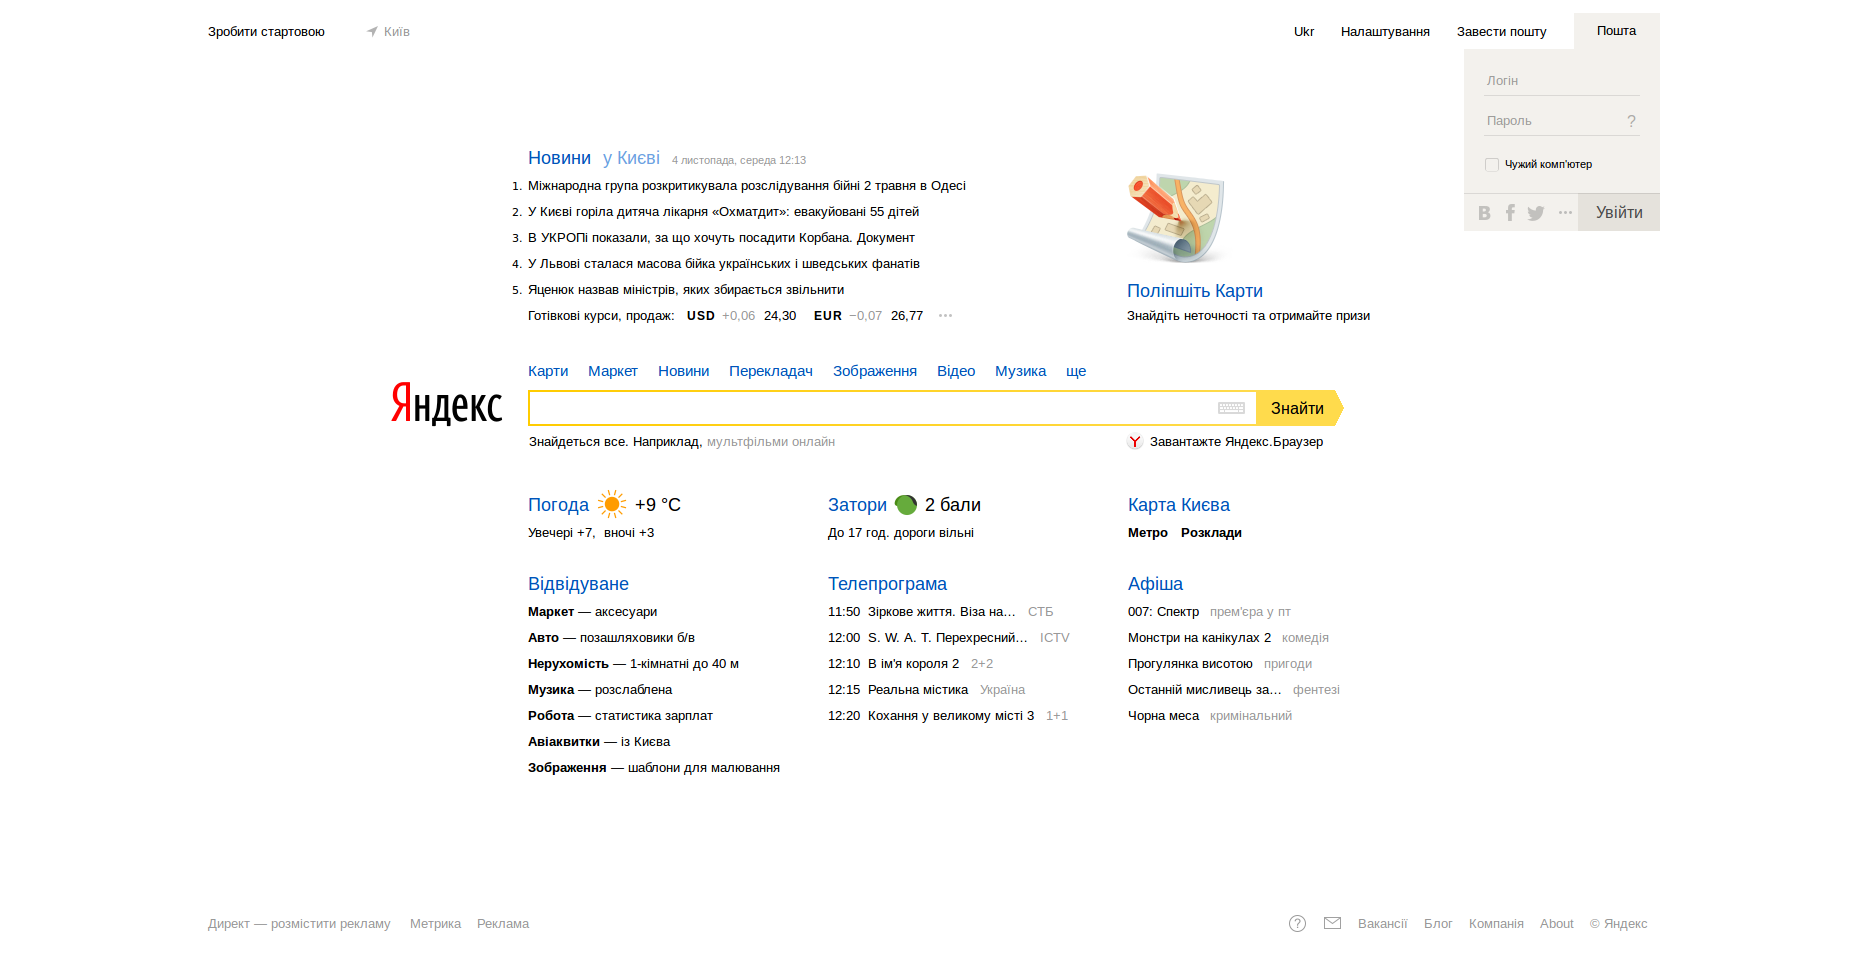 Зробити стартовою Київ Ukr Налаштування Завести пошту Пошта
Логін
Пароль ?
Чужий комп'ютер
Увійти
Новини у Києві 4 листопада, середа 12:13
1. Міжнародна група розкритикувала розслідування бійні 2 травня в Одесі
2. У Києві горіла дитяча лікарня «Охматдит»: евакуйовані 55 дітей
3. В УКРОПі показали, за що хочуть посадити Корбана. Документ
4. У Львові сталася масова бійка українських і шведських фанатів
5. Яценюк назвав міністрів, яких збирається звільнити
Готівкові курси, продаж: USD +0,06 24,30 EUR −0,07 26,77
Поліпшіть Карти
Знайдіть неточності та отримайте призи
Карти Маркет Новини Перекладач Зображення Відео Музика ще
Яндекс
Знайти
Знайдеться все. Наприклад, мультфільми онлайн
Завантажте Яндекс.Браузер
Погода +9 °C
Увечері +7, вночі +3
Затори 2 бали
До 17 год. дороги вільні
Карта Києва
Метро Розклади
Відвідуване
Маркет — аксесуари
Авто — позашляховики б/в
Нерухомість — 1-кімнатні до 40 м
Музика — розслаблена
Робота — статистика зарплат
Авіаквитки — із Києва
Зображення — шаблони для малювання
Телепрограма
11:50 Зіркове життя. Віза на… СТБ
12:00 S. W. A. T. Перехресний… ICTV
12:10 В ім'я короля 2 2+2
12:15 Реальна містика Україна
12:20 Кохання у великому місті 3 1+1
Афіша
007: Спектр прем'єра у пт
Монстри на канікулах 2 комедія
Прогулянка висотою пригоди
Останній мисливець за… фентезі
Чорна меса кримінальний
Директ — розмістити рекламу Метрика Реклама
? Вакансії Блог Компанія About © Яндекс